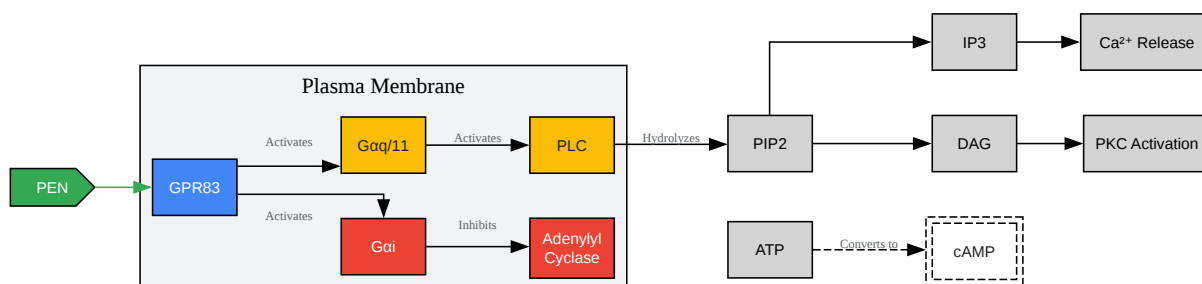 Plasma Membrane
PEN
GPR83
Activates
Gαq/11
Activates
PLC
Hydrolyzes
PIP2
IP3
Ca²⁺ Release
DAG
PKC Activation
Activates
Gαi
Inhibits
Adenylyl
Cyclase
ATP
Converts to
cAMP